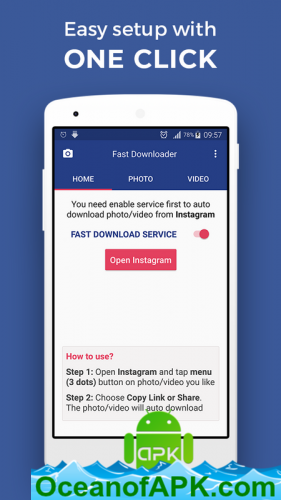 Easy setup with
ONE CLICK
78% 09:57
Fast Downloader
HOME PHOTO VIDEO
You need enable service first to auto
download photo/video from Instagram
FAST DOWNLOAD SERVICE
Open Instagram
How to use?
Step 1: Open Instagram and tap menu
(3 dots) button on photo/video you like
Step 2: Choose Copy Link or Share.
The photo/video will auto download
APK
OceanofAPK.com